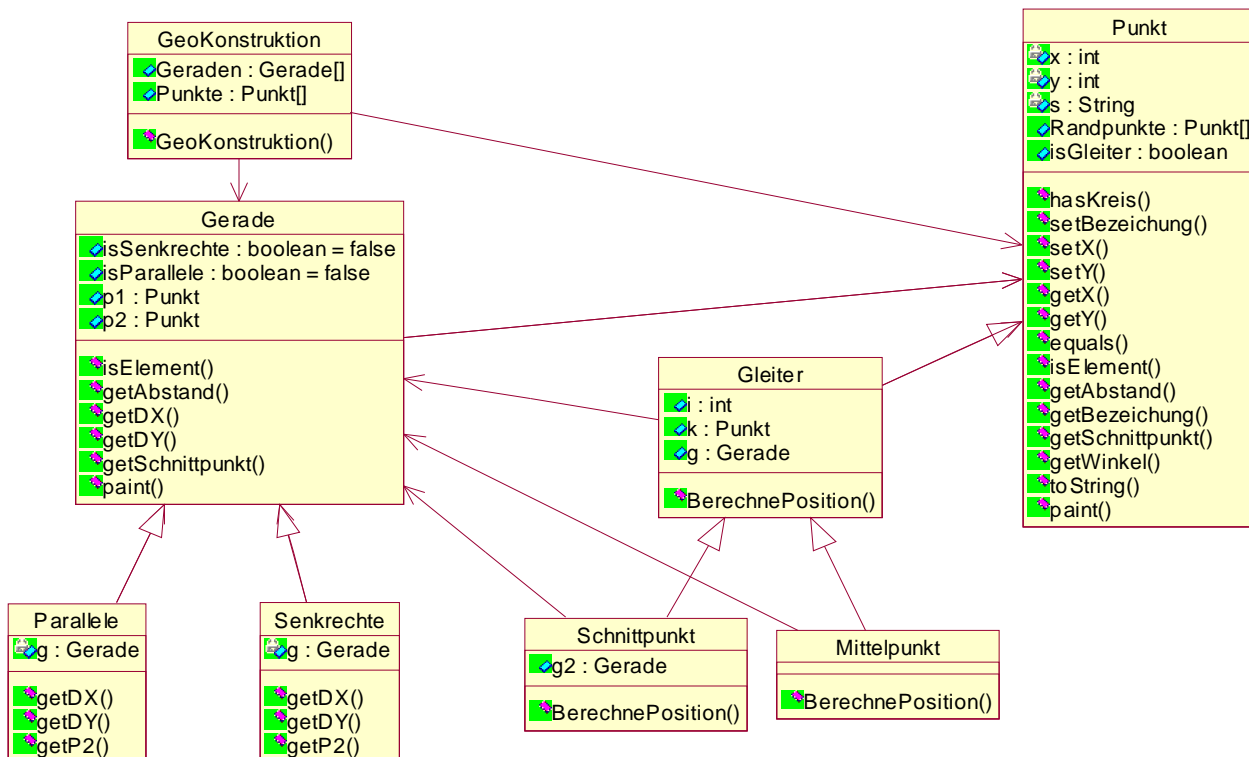 GeoKonstruktion
Geraden : Gerade[]
Punkte : Punkt[]
GeoKonstruktion()
Punkt
x : int
y : int
s : String
Randpunkte : Punkt[]
isGleiter : boolean
hasKreis()
setBezeichung()
setX()
setY()
getX()
getY()
equals()
isElement()
getAbstand()
getBezeichung()
getSchnittpunkt()
getWinkel()
toString()
paint()
Gerade
isSenkrechte : boolean = false
isParallele : boolean = false
p1 : Punkt
p2 : Punkt
isElement()
getAbstand()
getDX()
getDY()
getSchnittpunkt()
paint()
Gleiter
i : int
k : Punkt
g : Gerade
BerechnePosition()
Parallele
g : Gerade
getDX()
getDY()
getP2()
Senkrechte
g : Gerade
getDX()
getDY()
getP2()
Schnittpunkt
g2 : Gerade
BerechnePosition()
Mittelpunkt
BerechnePosition()